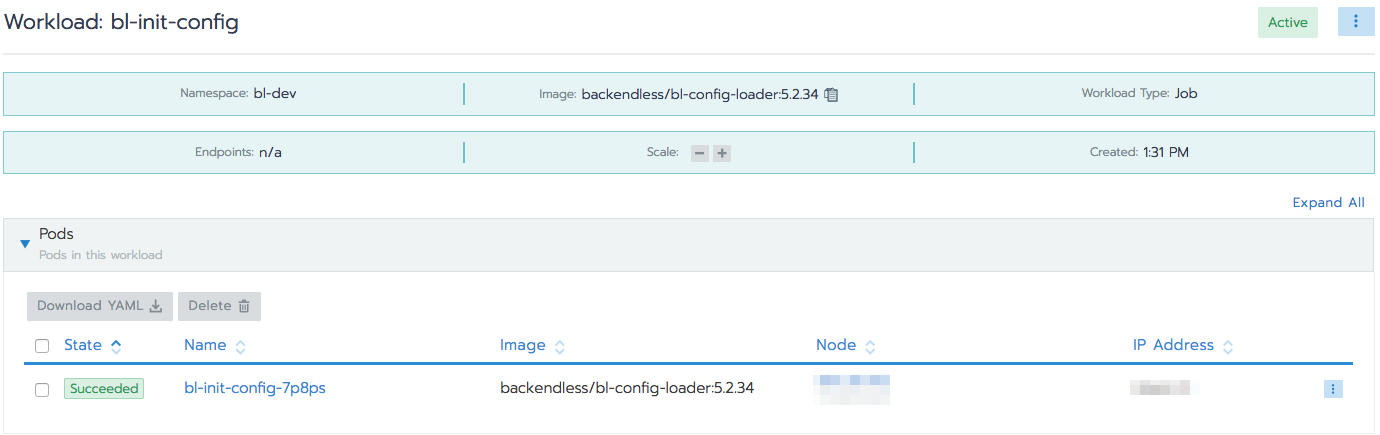 Workload: bl-init-config
Active
Namespace: bl-dev
Image: backendless/bl-config-loader:5.2.34
Workload Type: Job
Endpoints: n/a
Scale:
Created: 1:31 PM
Expand All
Pods
Pods in this workload
Download YAML
Delete
State Name Image Node IP Address
Succeeded bl-init-config-7p8ps backendless/bl-config-loader:5.2.34